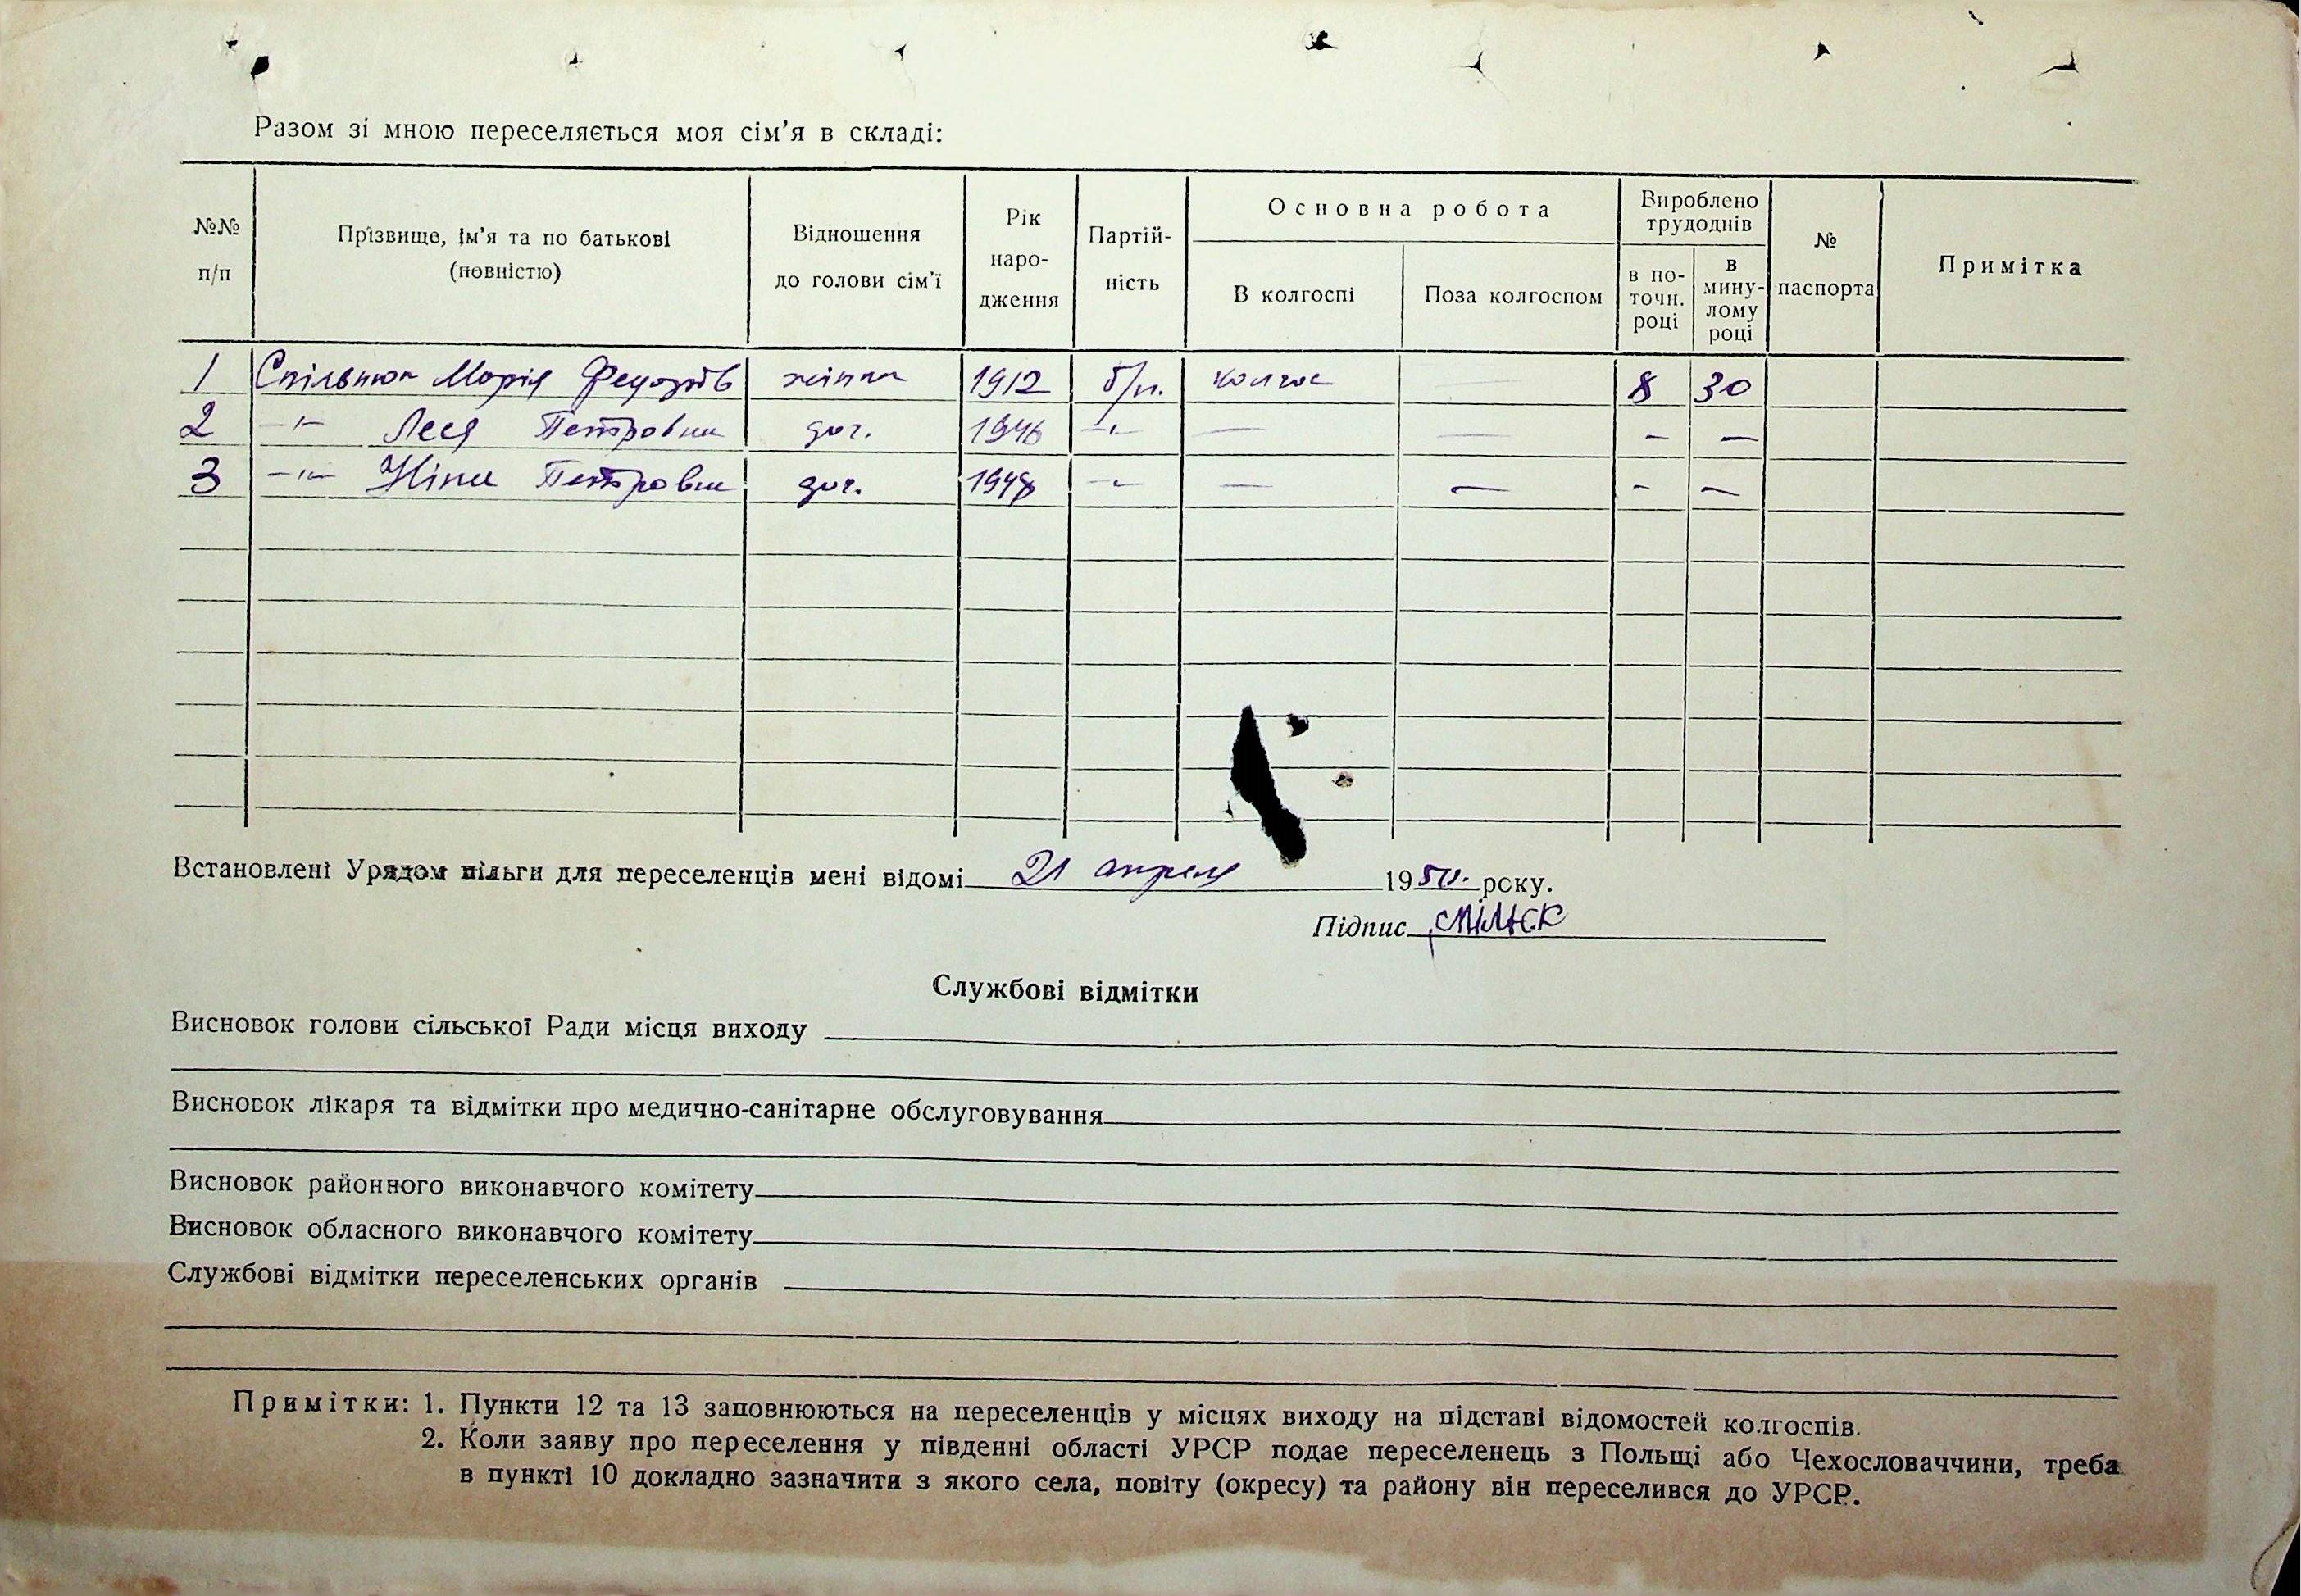 Разом зі мною переселяється моя сім'я в складі:
№№ п/п
Прізвище, ім'я та по батькові (повністю)
Відношення до голови сім'ї
Рік народження
Партійність
Основна робота
В колгоспі
Поза колгоспом
Вироблено трудоднів
в поточн. році
в минулому році
№ паспорта
Примітка
1 Марія жінка 1912 б/п. колгос — 8 30
2 —"— Леся Петровна доч. 1946 —"— — — — —
3 —"— Ніна Петровна доч. 1948 —"— — — — —
Встановлені Урядом пільги для переселенців мені відомі 21 апреля 1950. року.
Підпис
Службові відмітки
Висновок голови сільської Ради місця виходу
Висновок лікаря та відмітки про медично-санітарне обслуговування
Висновок районного виконавчого комітету
Висновок обласного виконавчого комітету
Службові відмітки переселенських органів
Примітки: 1. Пункти 12 та 13 заповнюються на переселенців у місцях виходу на підставі відомостей колгоспів.
2. Коли заяву про переселення у південні області УРСР подає переселенець з Польщі або Чехословаччини, треба
в пункті 10 докладно зазначити з якого села, повіту (окресу) та району він переселився до УРСР.